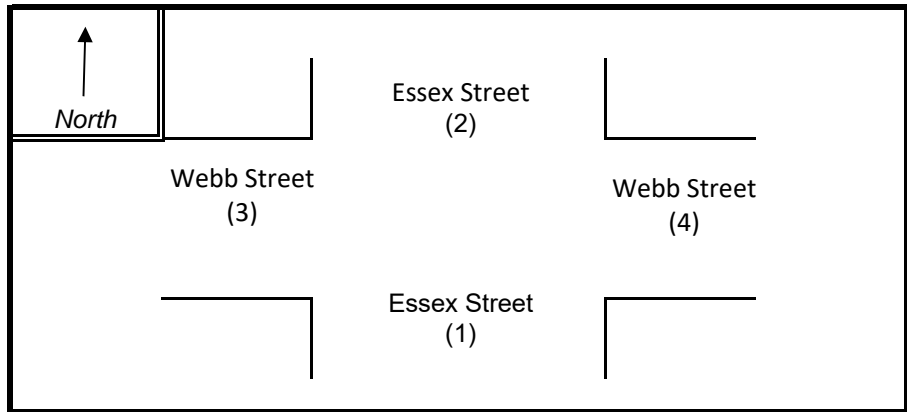 North
Essex Street
(2)
Webb Street
(3)
Webb Street
(4)
Essex Street
(1)